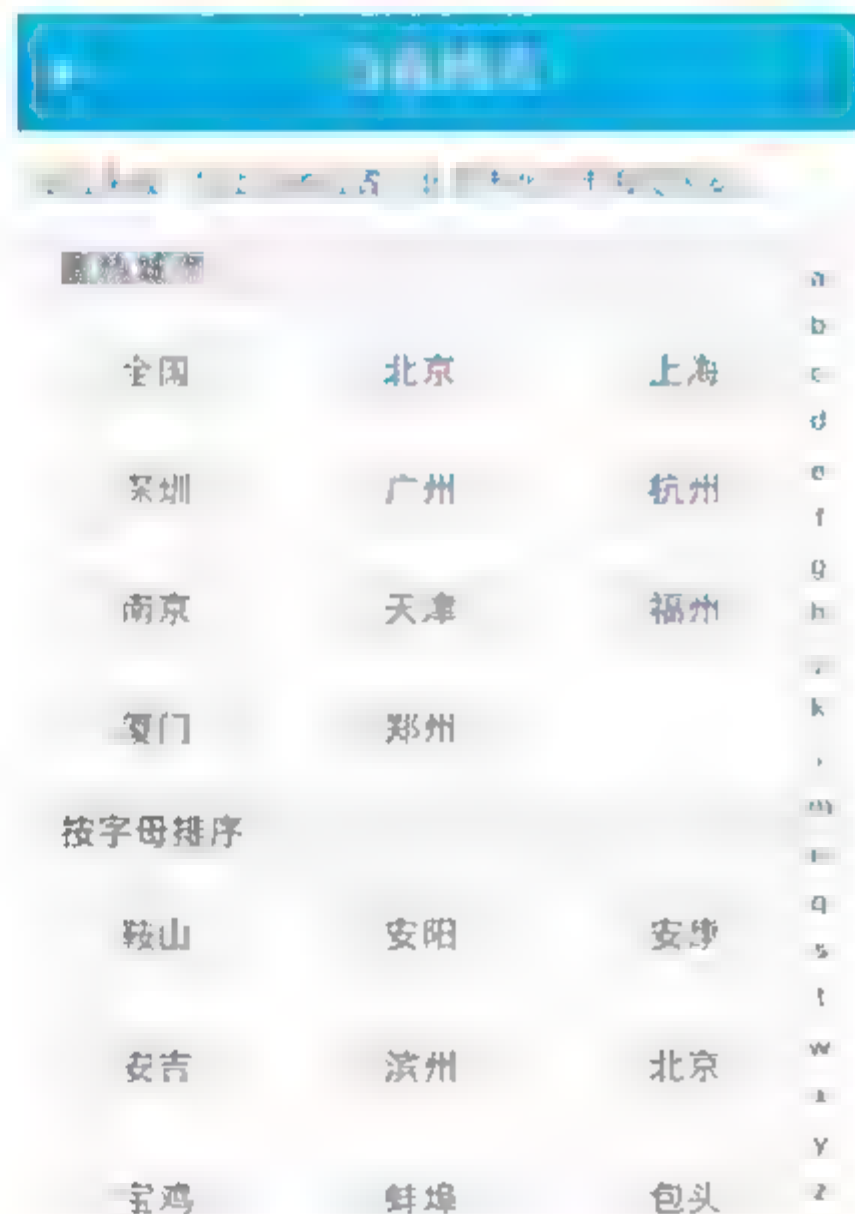 全国 北京 上海
深圳 广州 杭州
南京 天津 福州
厦门 郑州
按字母排序
鞍山 安阳 安康
安吉 滨州 北京
宝鸡 蚌埠 包头
a
b
c
d
e
f
g
h
k
m
q
s
t
w
x
y
z